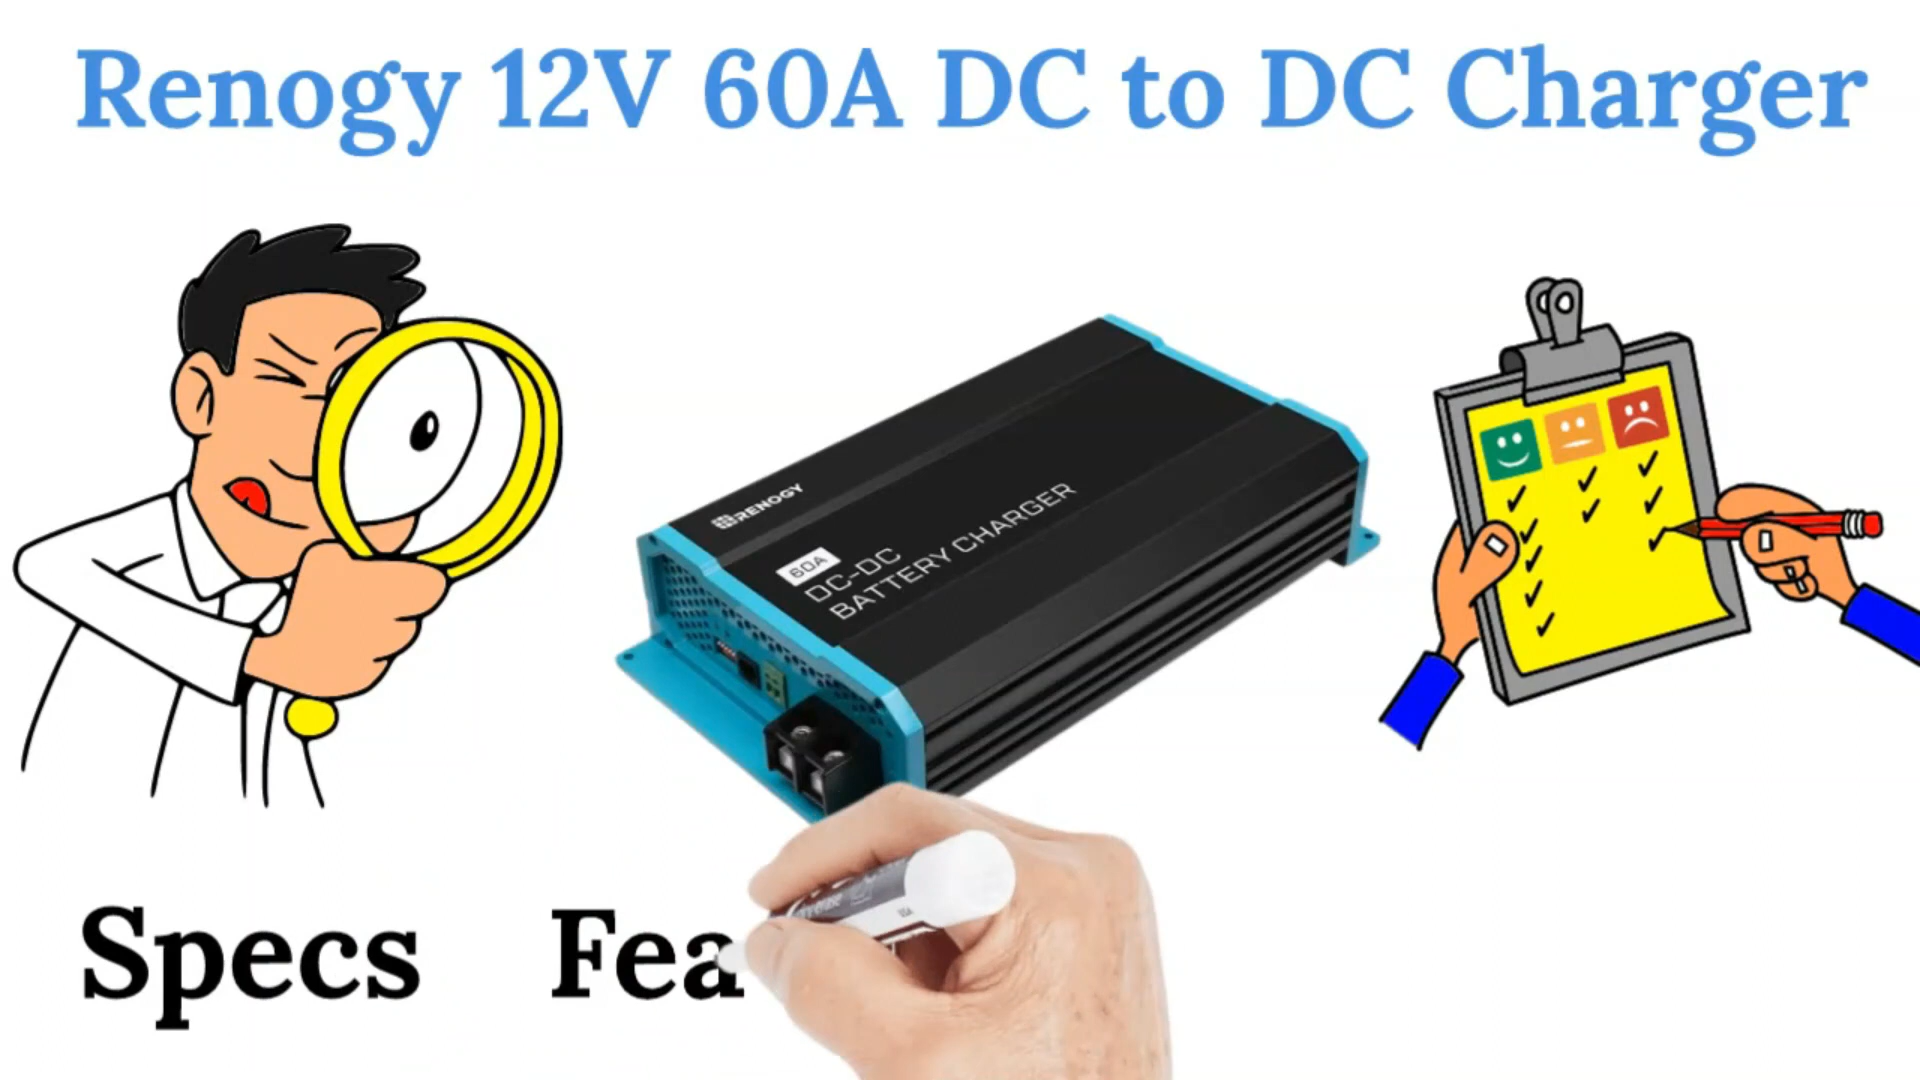 Renogy 12V 60A DC to DC Charger
RENOGY
60A
DC-DC
BATTERY CHARGER
Specs Fea